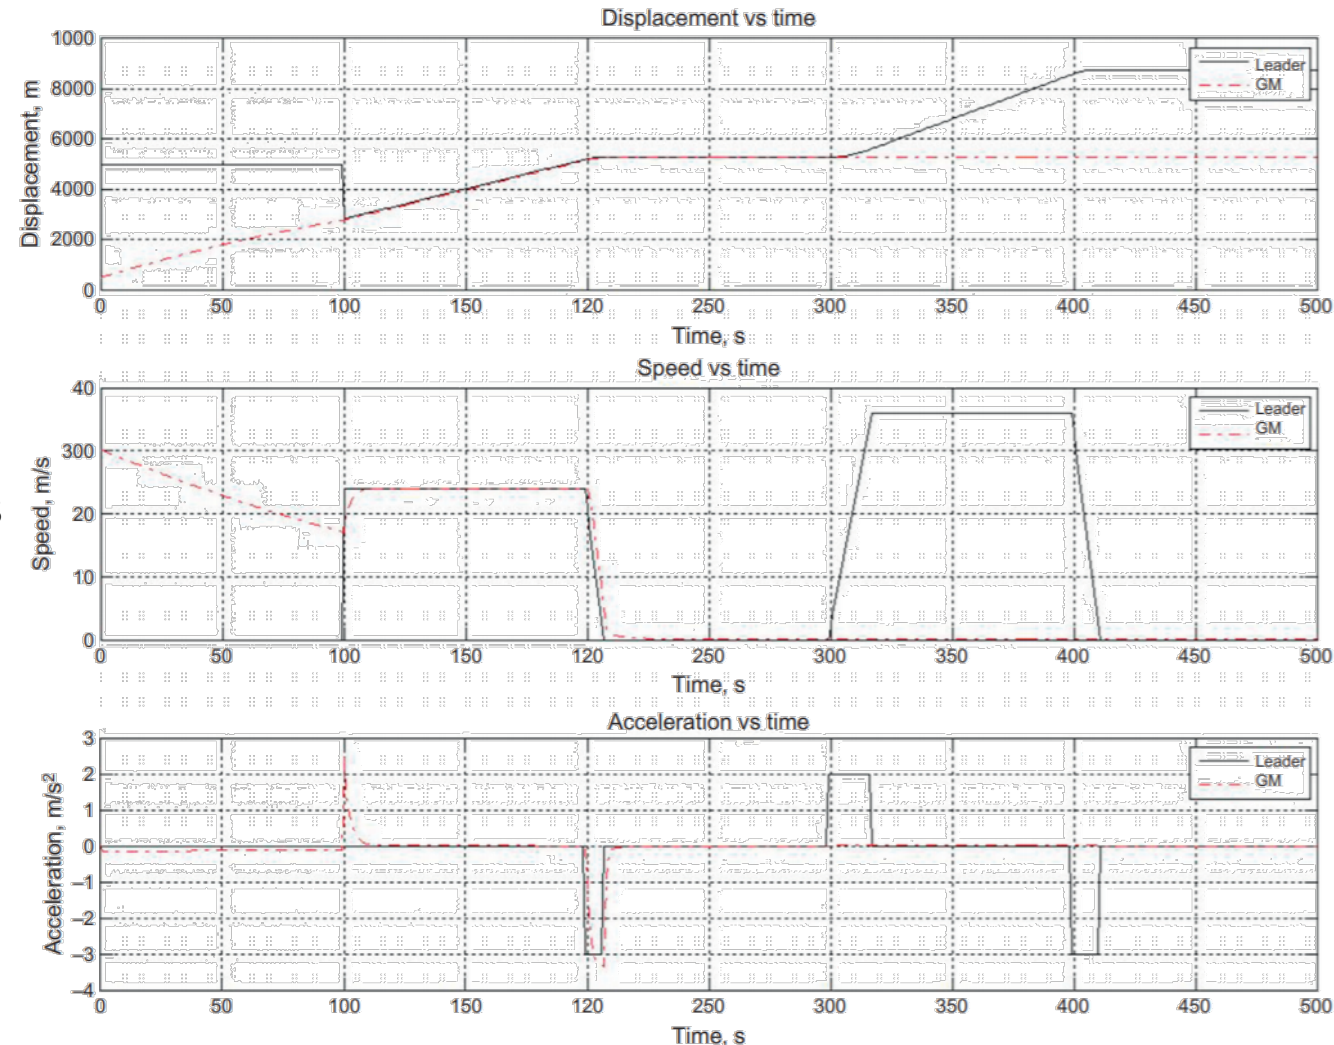 Displacement vs time
1000
8000
6000
4000
2000
0
Displacement, m
Leader
GM
0 50 100 150 120 250 300 350 400 450 500
Time, s
Speed vs time
40
300
20
10
0
Speed, m/s
Leader
GM
0 50 100 150 120 250 300 350 400 450 500
Time, s
Acceleration vs time
3
2
1
0
–1
–2
–3
–4
Acceleration, m/s²
Leader
GM
0 50 100 150 120 250 300 350 400 450 500
Time, s